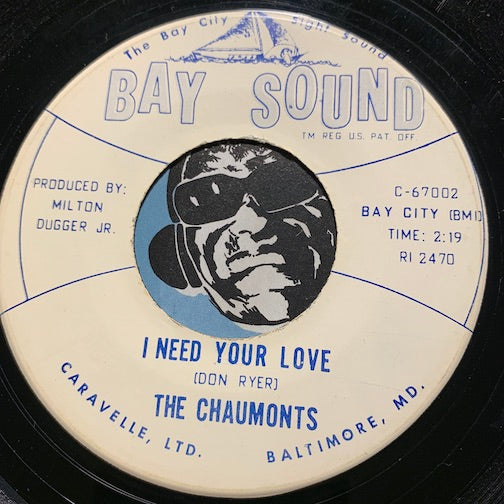 The Bay City Sight Sound
BAY SOUND
TM REG U.S. PAT. OFF.
PRODUCED BY:
MILTON
DUGGER JR.
C-67002
BAY CITY (BMI)
TIME: 2:19
RI 2470
I NEED YOUR LOVE
(DON RYER)
THE CHAUMONTS
CARAVELLE, LTD. BALTIMORE, MD.